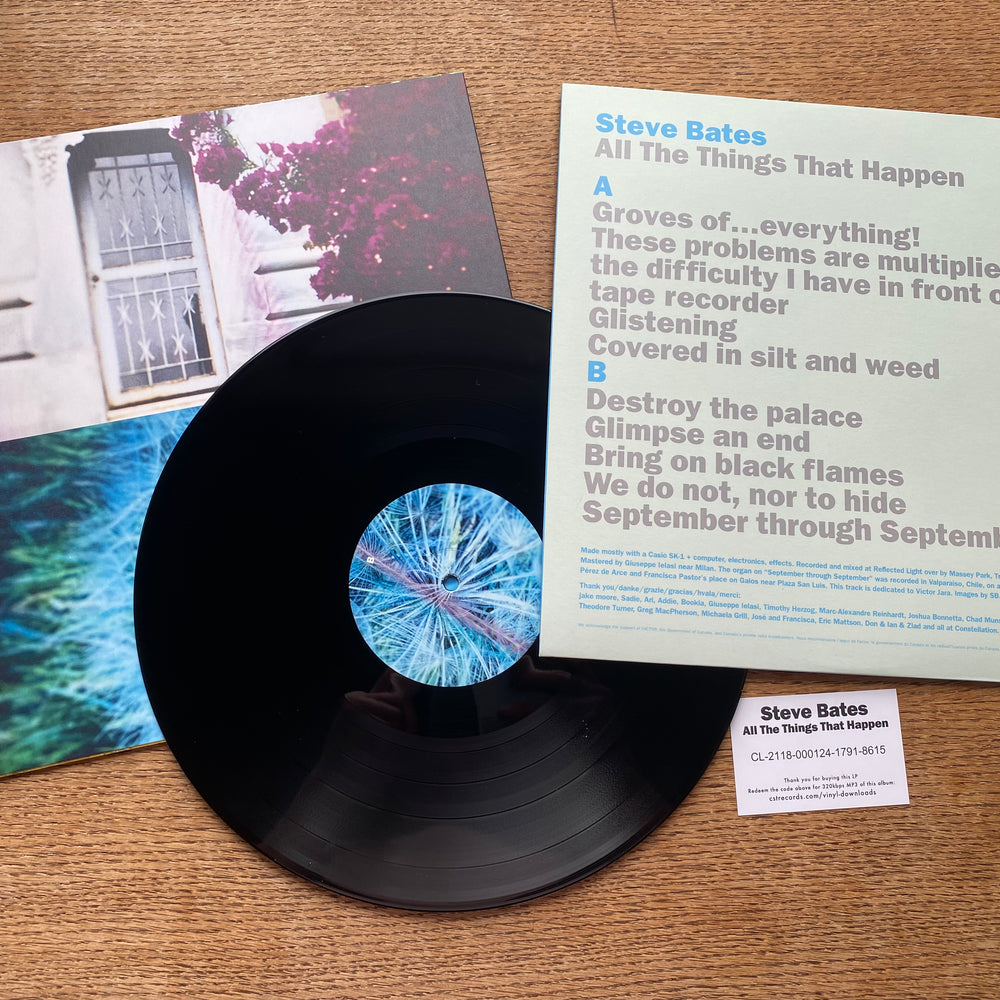 Steve Bates
All The Things That Happen
A
Groves of...everything!
These problems are multiplie
the difficulty I have in front o
tape recorder
Glistening
Covered in silt and weed
B
Destroy the palace
Glimpse an end
Bring on black flames
We do not, nor to hide
September through Septemb
Made mostly with a Casio SK-1 + computer, electronics, effects. Recorded and mixed at Reflected Light over by Massey Park,
Mastered by Giuseppe Ielasi near Milan. The organ on "September through September" was recorded in Valparaiso, Chile, on a
Pérez de Arce and Francisca Pastor's place on Galos near Plaza San Luis. This track is dedicated to Victor Jara. Images by SB.
Thank you/danke/grazie/gracias/hvala/merci:
jake moore, Sadie, Ari, Addie, Bookia, Giuseppe Ielasi, Timothy Herzog, Marc-Alexandre Reinhardt, Joshua Bonnetta, Chad Muns
Theodore Turner, Greg MacPherson, Michaela Grill, José and Francisca, Eric Mattson, Don & Ian & Ziad and all at Constellation.
B
Steve Bates
All The Things That Happen
CL-2118-000124-1791-8615
Thank you for buying this LP
Redeem the code above for 320kbps MP3 of this album:
cstrecords.com/vinyl-downloads